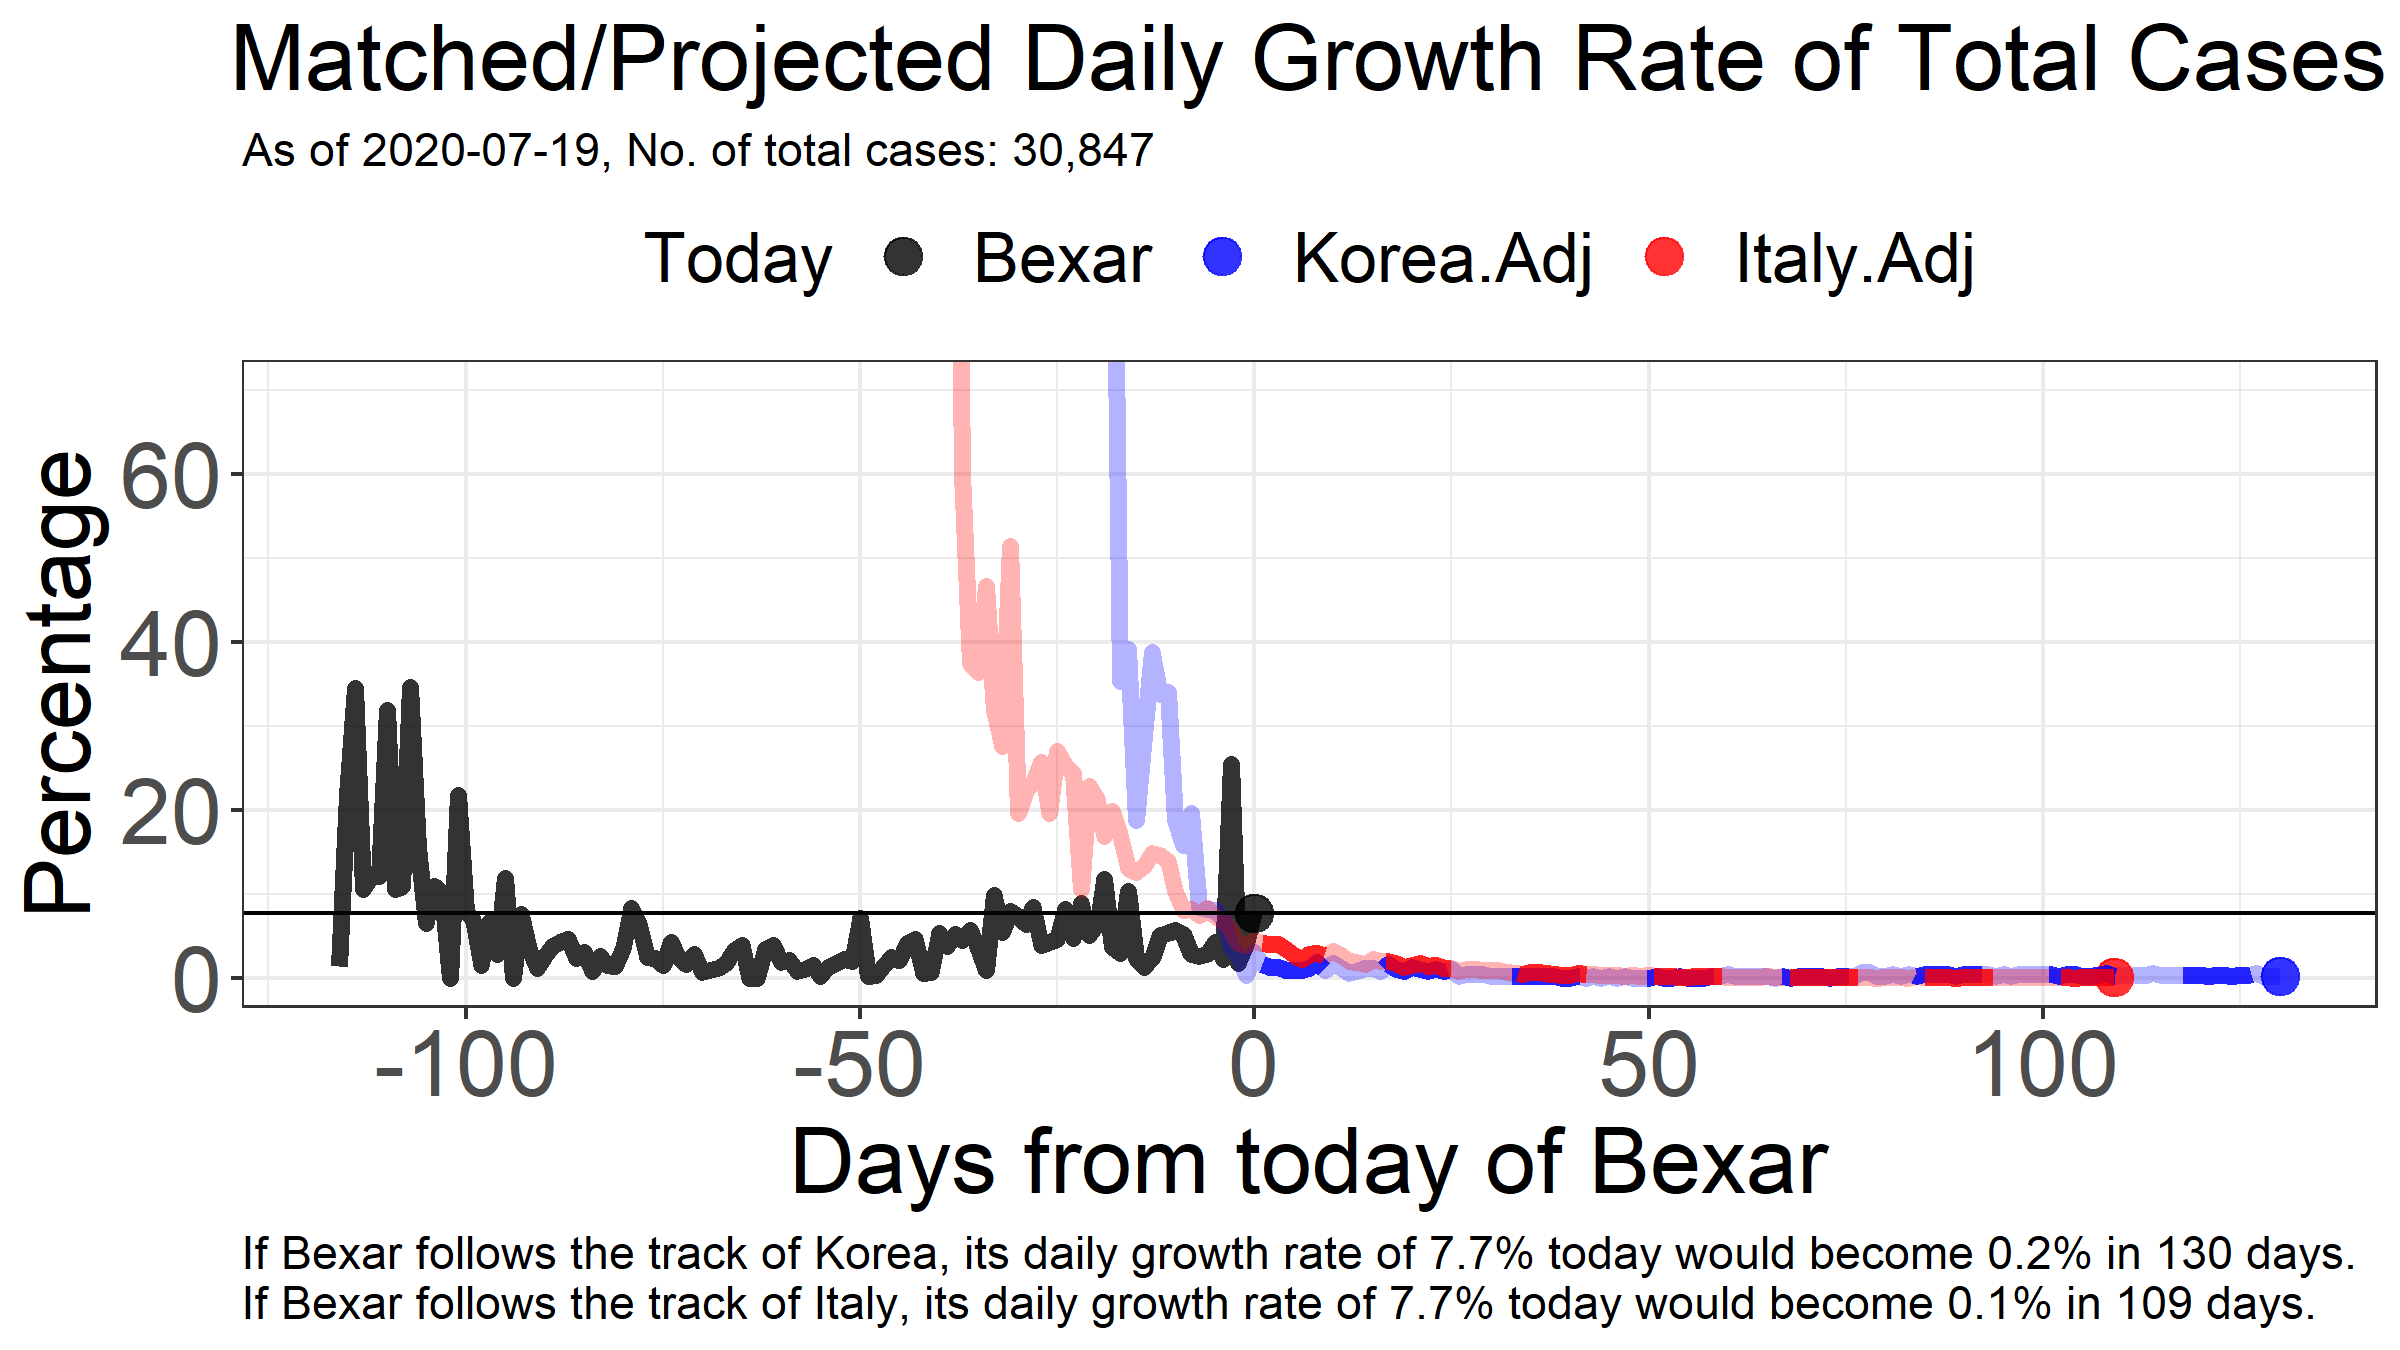 Matched/Projected Daily Growth Rate of Total Cases
As of 2020-07-19, No. of total cases: 30,847
Today Bexar Korea.Adj Italy.Adj
Percentage
60
40
20
0
-100 -50 0 50 100
Days from today of Bexar
If Bexar follows the track of Korea, its daily growth rate of 7.7% today would become 0.2% in 130 days.
If Bexar follows the track of Italy, its daily growth rate of 7.7% today would become 0.1% in 109 days.